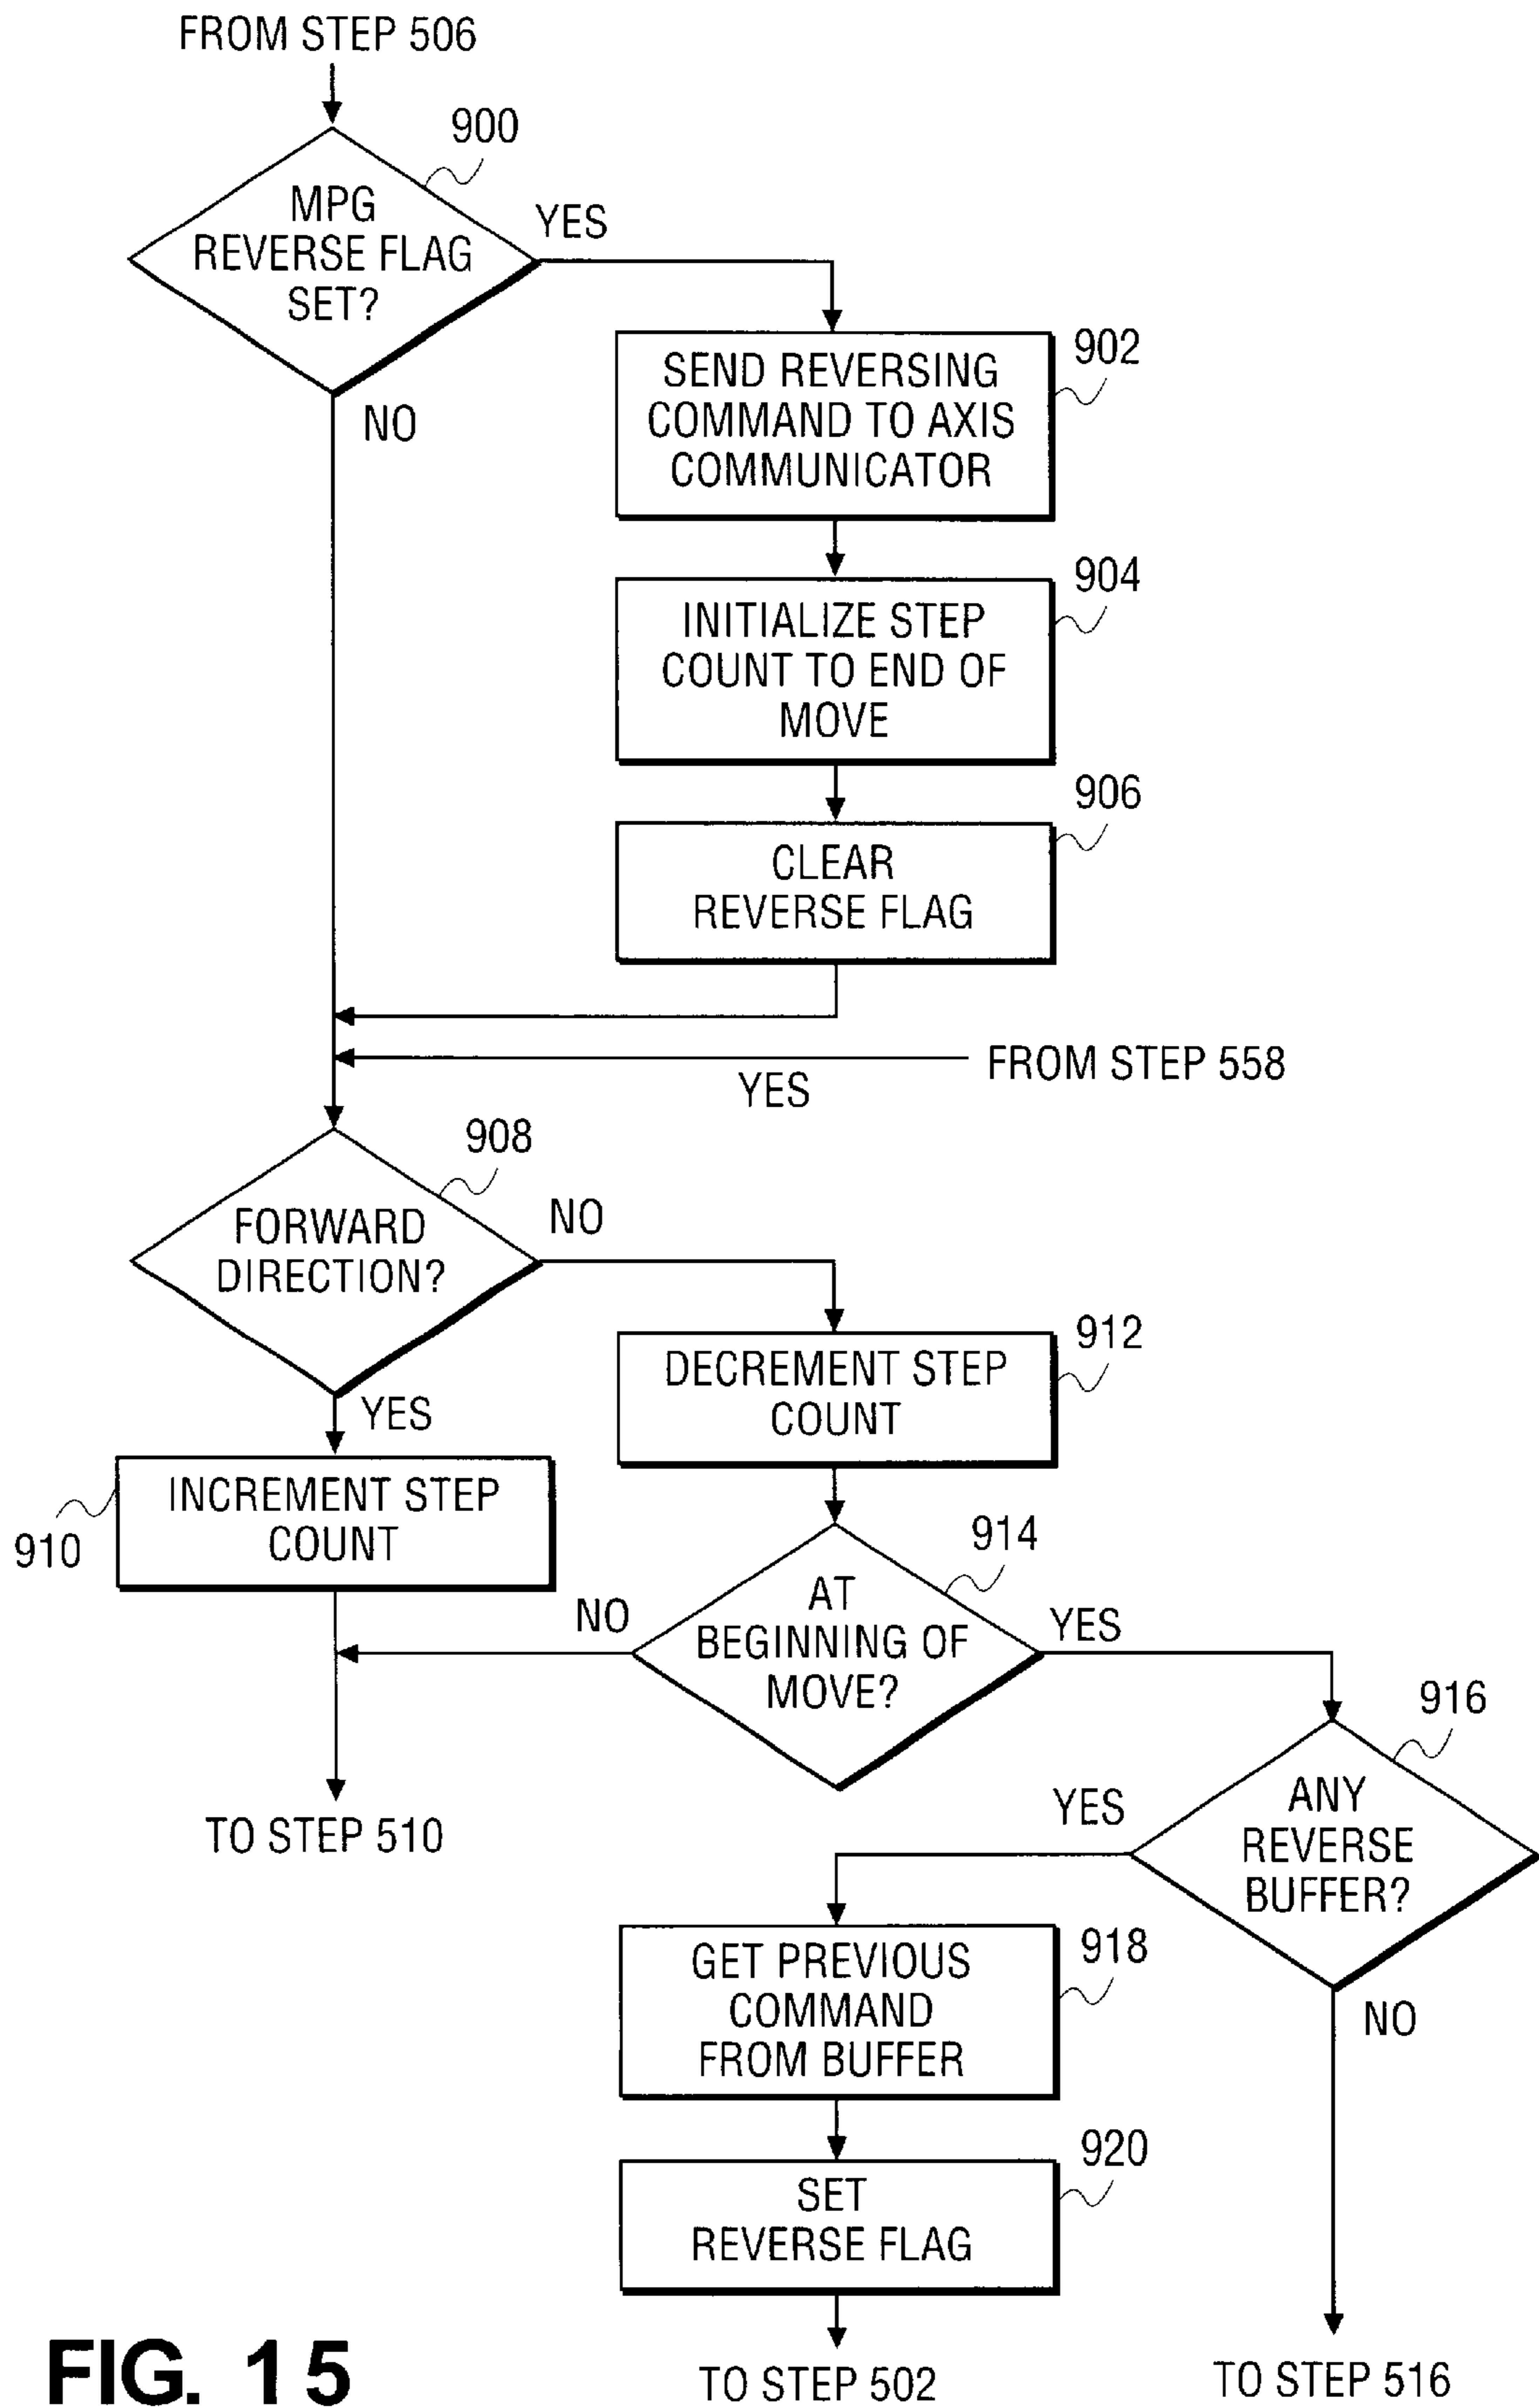 FROM STEP 506
900
MPG
REVERSE FLAG
SET?
YES
NO
902
SEND REVERSING
COMMAND TO AXIS
COMMUNICATOR
904
INITIALIZE STEP
COUNT TO END OF
MOVE
906
CLEAR
REVERSE FLAG
FROM STEP 558
YES
908
FORWARD
DIRECTION?
NO
YES
912
DECREMENT STEP
COUNT
910
INCREMENT STEP
COUNT
914
AT
BEGINNING OF
MOVE?
NO
YES
TO STEP 510
916
ANY
REVERSE
BUFFER?
YES
NO
918
GET PREVIOUS
COMMAND
FROM BUFFER
920
SET
REVERSE FLAG
TO STEP 502
TO STEP 516
FIG. 15